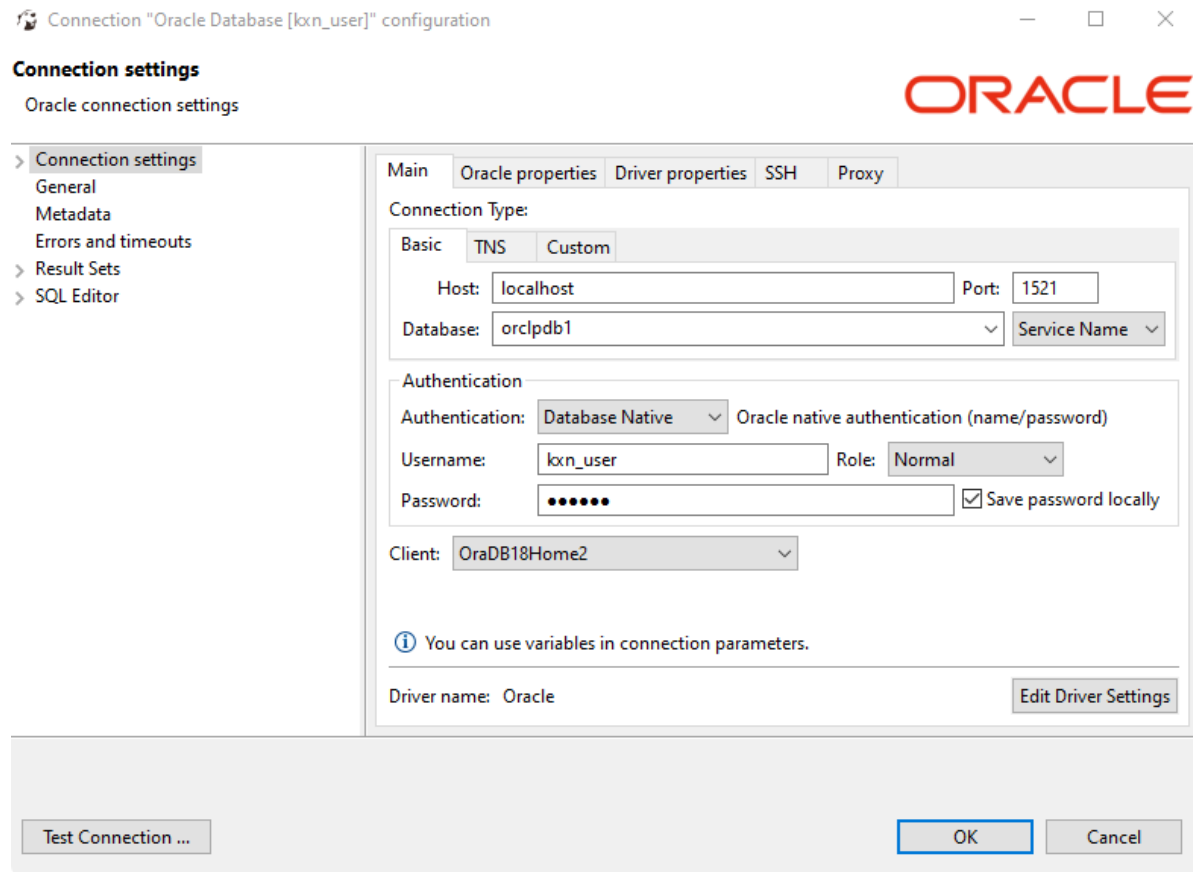 Connection "Oracle Database [kxn_user]" configuration
Connection settings
Oracle connection settings
ORACLE
Connection settings
General
Metadata
Errors and timeouts
Result Sets
SQL Editor
Main Oracle properties Driver properties SSH Proxy
Connection Type:
Basic TNS Custom
Host: localhost Port: 1521
Database: orclpdb1 Service Name
Authentication
Authentication: Database Native Oracle native authentication (name/password)
Username: kxn_user Role: Normal
Password: •••••• Save password locally
Client: OraDB18Home2
You can use variables in connection parameters.
Driver name: Oracle Edit Driver Settings
Test Connection ... OK Cancel